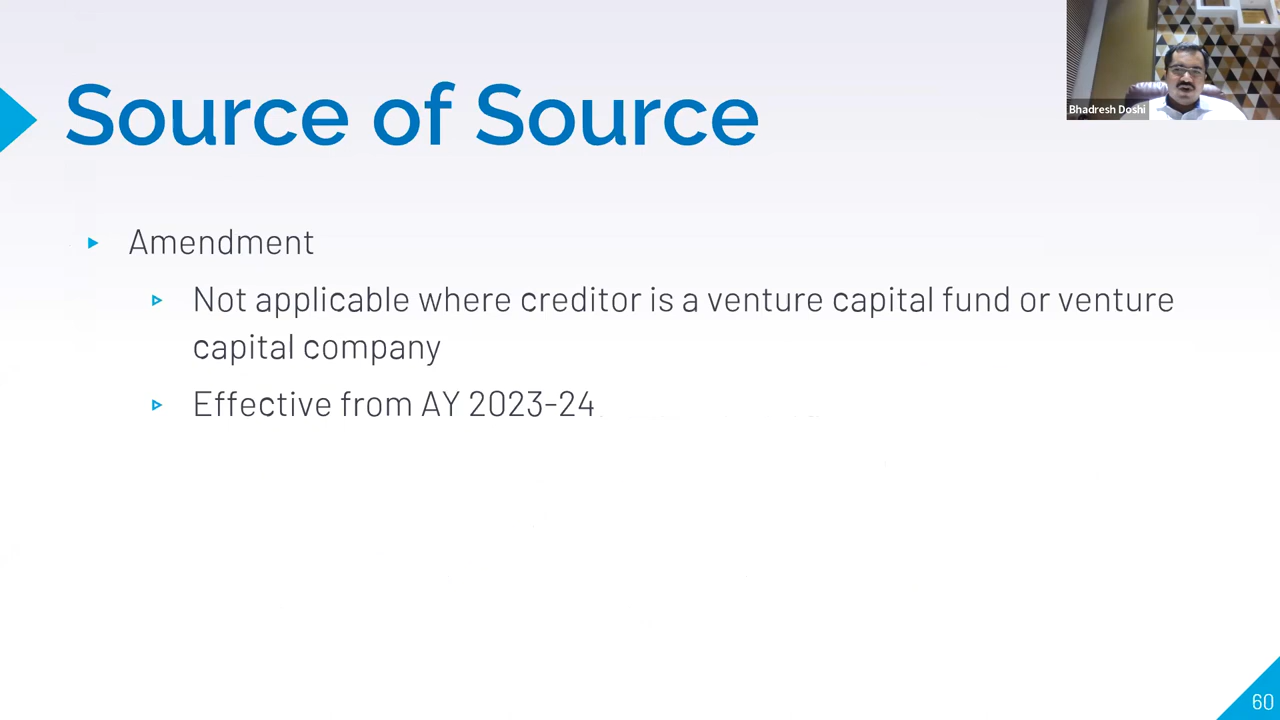 Source of Source
Bhadresh Doshi
Amendment
Not applicable where creditor is a venture capital fund or venture
capital company
Effective from AY 2023-24
60